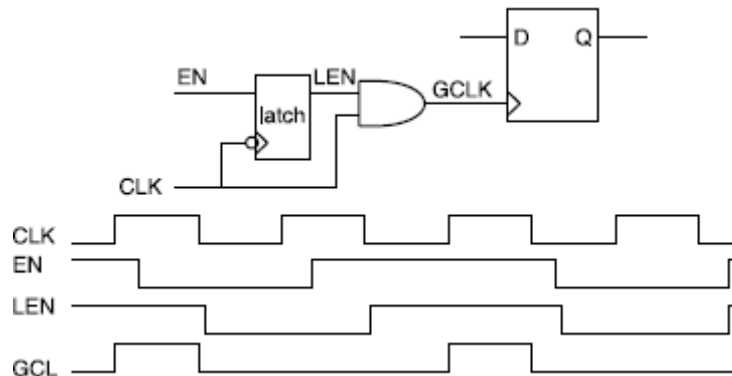 D Q
EN LEN GCLK
latch
CLK
CLK
EN
LEN
GCL